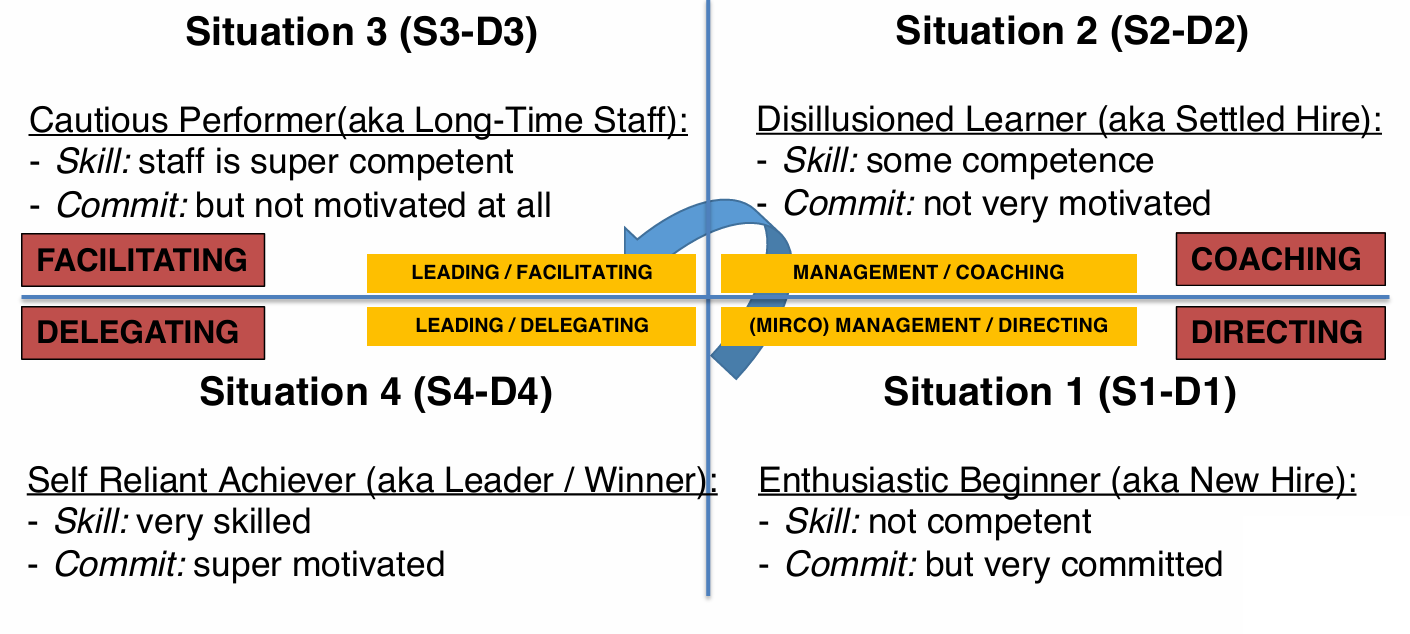 Situation 3 (S3-D3)
Cautious Performer(aka Long-Time Staff):
- Skill: staff is super competent
- Commit: but not motivated at all
FACILITATING
LEADING / FACILITATING
Situation 2 (S2-D2)
Disillusioned Learner (aka Settled Hire):
- Skill: some competence
- Commit: not very motivated
MANAGEMENT / COACHING
COACHING
DELEGATING
LEADING / DELEGATING
Situation 4 (S4-D4)
Self Reliant Achiever (aka Leader / Winner):
- Skill: very skilled
- Commit: super motivated
(MIRCO) MANAGEMENT / DIRECTING
DIRECTING
Situation 1 (S1-D1)
Enthusiastic Beginner (aka New Hire):
- Skill: not competent
- Commit: but very committed